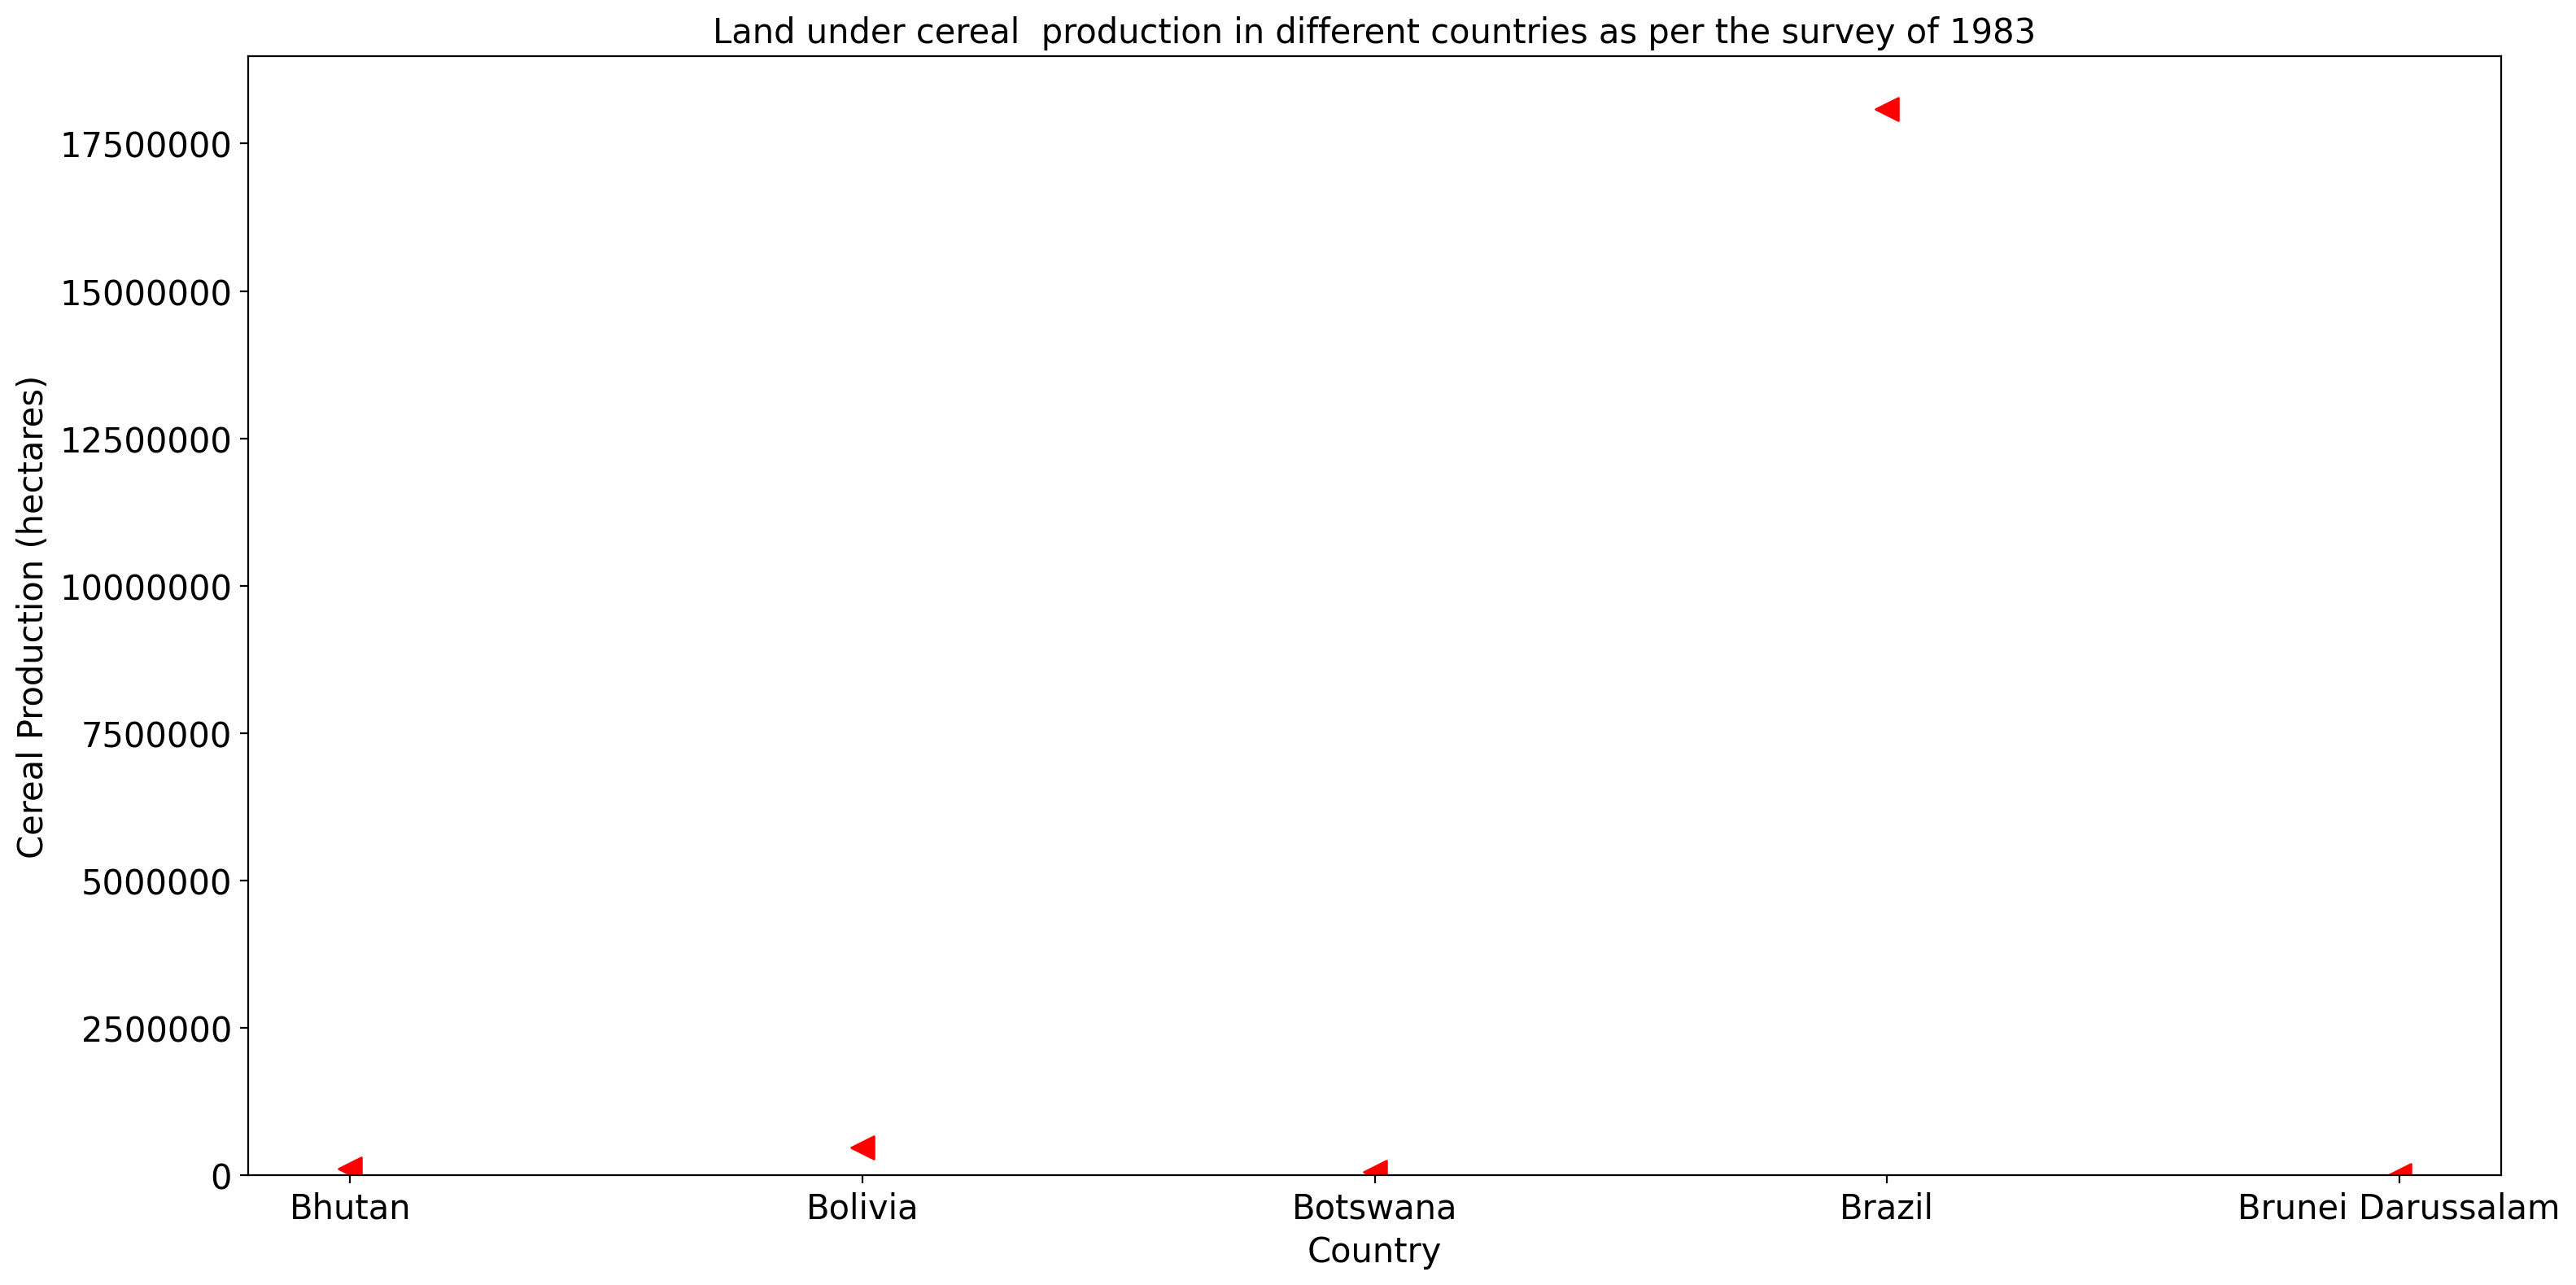 Land under cereal  production in different countries as per the survey of 1983
Cereal Production (hectares)
17500000
15000000
12500000
10000000
7500000
5000000
2500000
0
Bhutan Bolivia Botswana Brazil Brunei Darussalam
Country